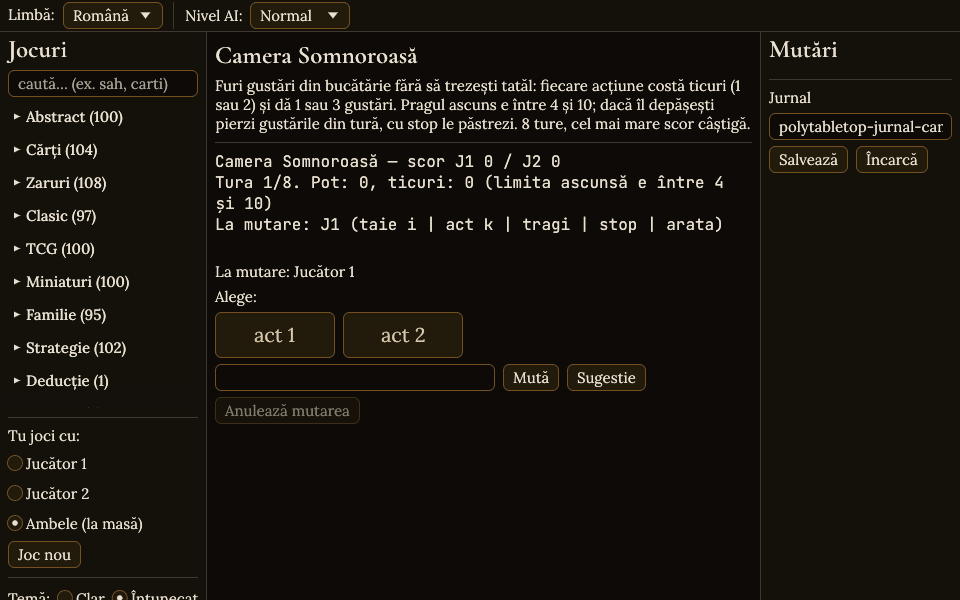 Limbă: Română ▼ Nivel AI: Normal ▼
Jocuri
caută... (ex. sah, carti)
▸ Abstract (100)
▸ Cărți (104)
▸ Zaruri (108)
▸ Clasic (97)
▸ TCG (100)
▸ Miniaturi (100)
▸ Familie (95)
▸ Strategie (102)
▸ Deducție (1)
Tu joci cu:
Jucător 1
Jucător 2
Ambele (la masă)
Joc nou
Temă: Clar Întunecat
Camera Somnoroasă
Furi gustări din bucătărie fără să trezești tatăl: fiecare acțiune costă ticuri (1
sau 2) și dă 1 sau 3 gustări. Pragul ascuns e între 4 și 10; dacă îl depășești
pierzi gustările din tură, cu stop le păstrezi. 8 ture, cel mai mare scor câștigă.
Camera Somnoroasă — scor J1 0 / J2 0
Tura 1/8. Pot: 0, ticuri: 0 (limita ascunsă e între 4
și 10)
La mutare: J1 (taie i | act k | tragi | stop | arata)
La mutare: Jucător 1
Alege:
act 1 act 2
Mută Sugestie
Anulează mutarea
Mutări
Jurnal
polytabletop-jurnal-car
Salvează Încarcă